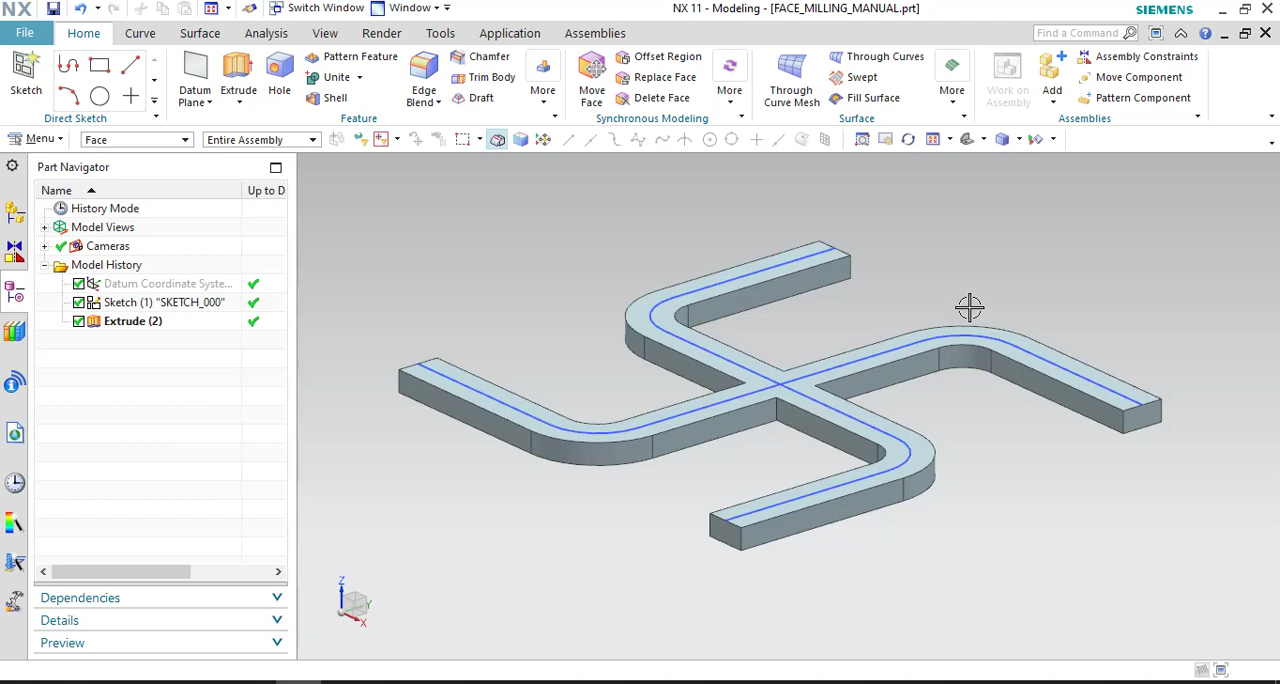 NX
Switch Window
Window
NX 11 - Modeling - [FACE_MILLING_MANUAL.prt]
SIEMENS
File
Home
Curve
Surface
Analysis
View
Render
Tools
Application
Assemblies
Find a Command
Sketch
Direct Sketch
Datum Plane
Extrude
Hole
Pattern Feature
Unite
Shell
Edge Blend
Chamfer
Trim Body
Draft
More
Feature
Move Face
Offset Region
Replace Face
Delete Face
More
Synchronous Modeling
Through Curve Mesh
Through Curves
Swept
Fill Surface
More
Surface
Work on Assembly
Add
Assembly Constraints
Move Component
Pattern Component
Assemblies
Menu
Face
Entire Assembly
Part Navigator
Name
Up to D
History Mode
Model Views
Cameras
Model History
Datum Coordinate Syste...
Sketch (1) "SKETCH_000"
Extrude (2)
Dependencies
Details
Preview
Z
Y
X